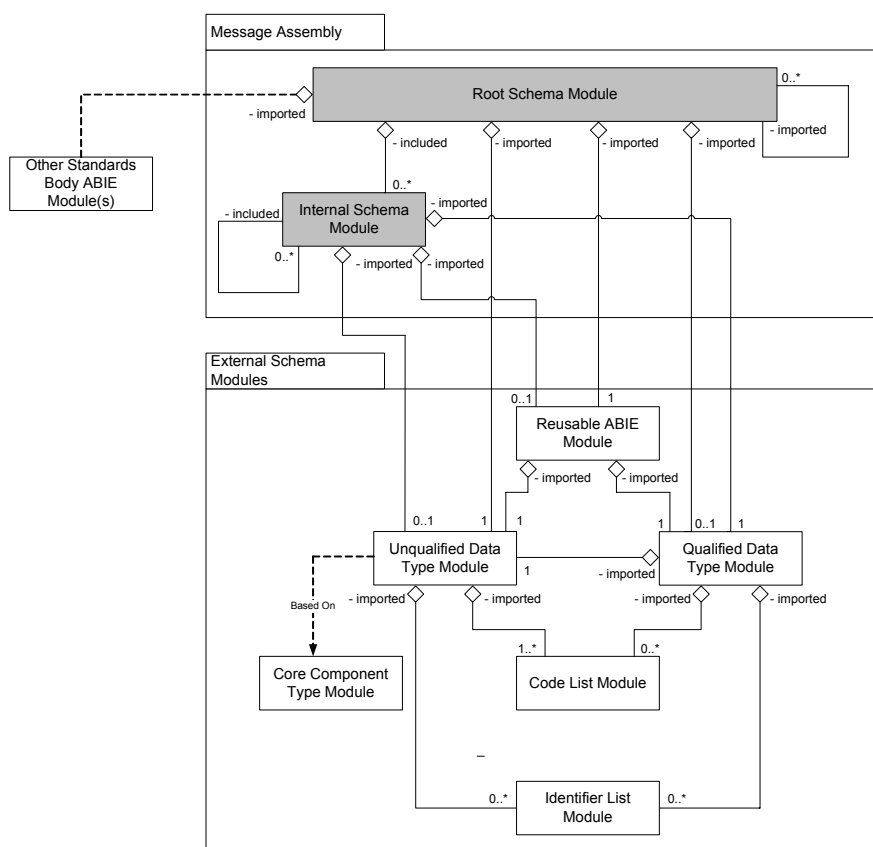 Message Assembly
0..*
Root Schema Module
- imported
- imported
- included
- imported
- imported
- imported
Other Standards
Body ABIE
Module(s)
0..*
- included
Internal Schema
Module
- imported
0..*
- imported
- imported
External Schema
Modules
0..1
1
Reusable ABIE
Module
- imported
- imported
0..1
1
1
1
0..1
1
Unqualified Data
Type Module
Qualified Data
Type Module
1
- imported
Based On
- imported
- imported
- imported
- imported
1..*
0..*
Core Component
Type Module
Code List Module
–
0..*
Identifier List
Module
0..*